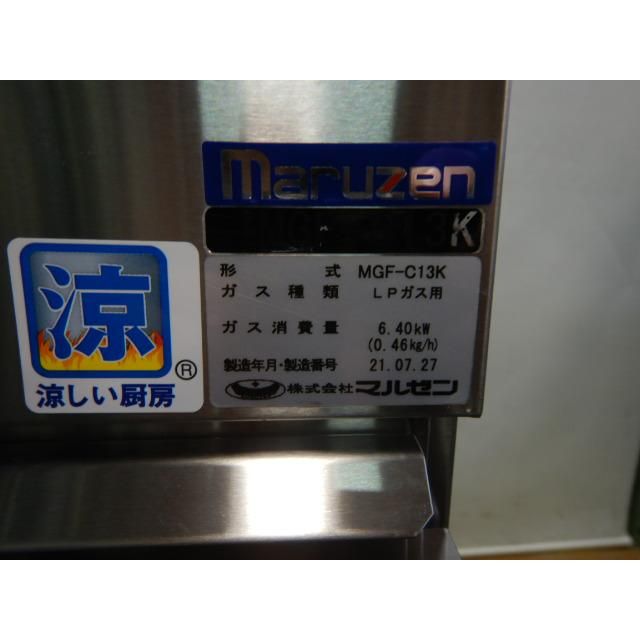 maruzen
MGF-C13K
形 式 MGF-C13K
ガス種類 LPガス用
ガス消費量 6.40kW
(0.46kg/h)
製造年月・製造番号 21.07.27
株式会社マルゼン
涼
涼しい厨房 ®